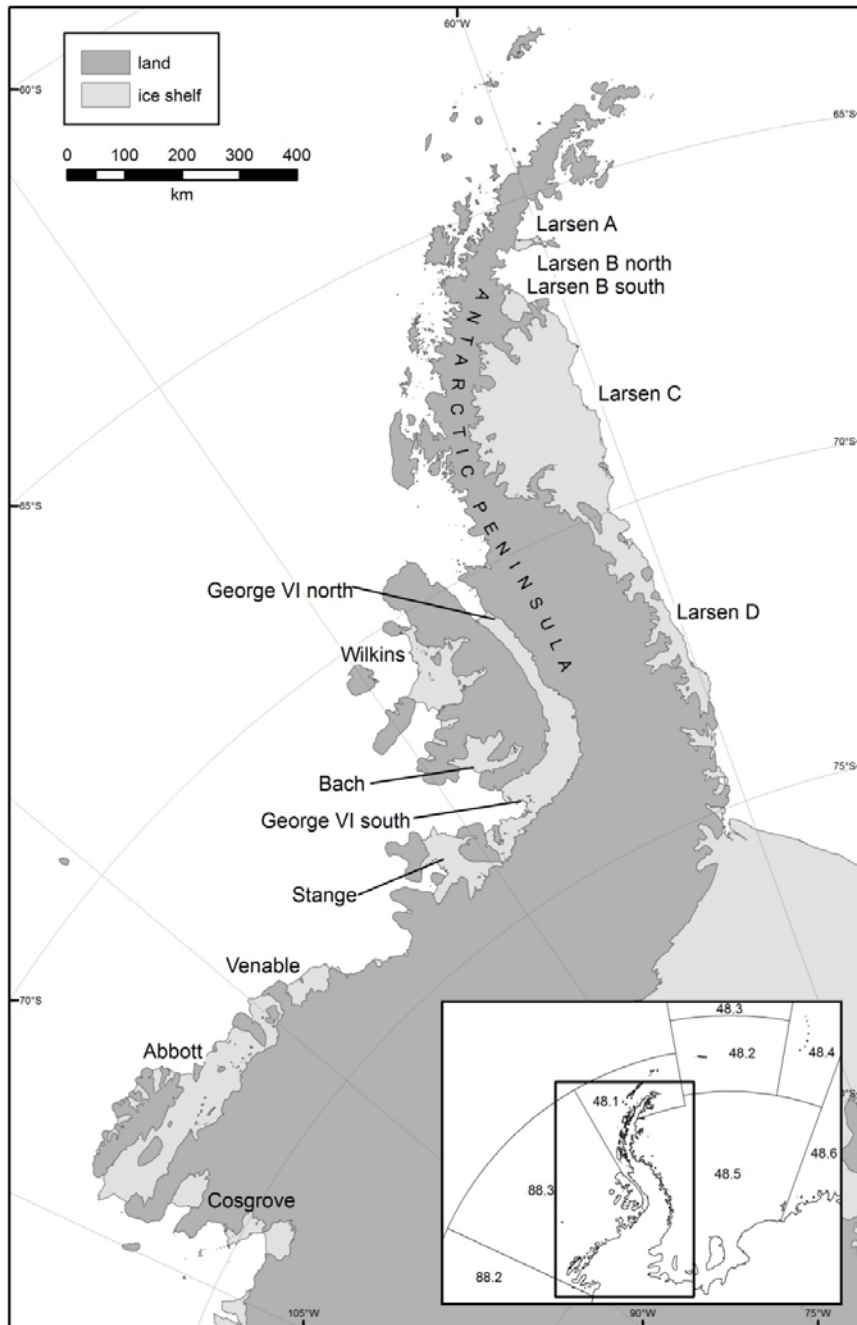 60°W
land
ice shelf
60°S
65°S
0 100 200 300 400
km
Larsen A
Larsen B north
Larsen B south
ANTARCTIC PENINSULA
Larsen C
70°S
65°S
George VI north
Larsen D
Wilkins
75°S
Bach
George VI south
Stange
Venable
70°S
Abbott
48.3
48.2
48.4
48.1
48.6
48.5
88.3
Cosgrove
88.2
105°W
90°W
75°W